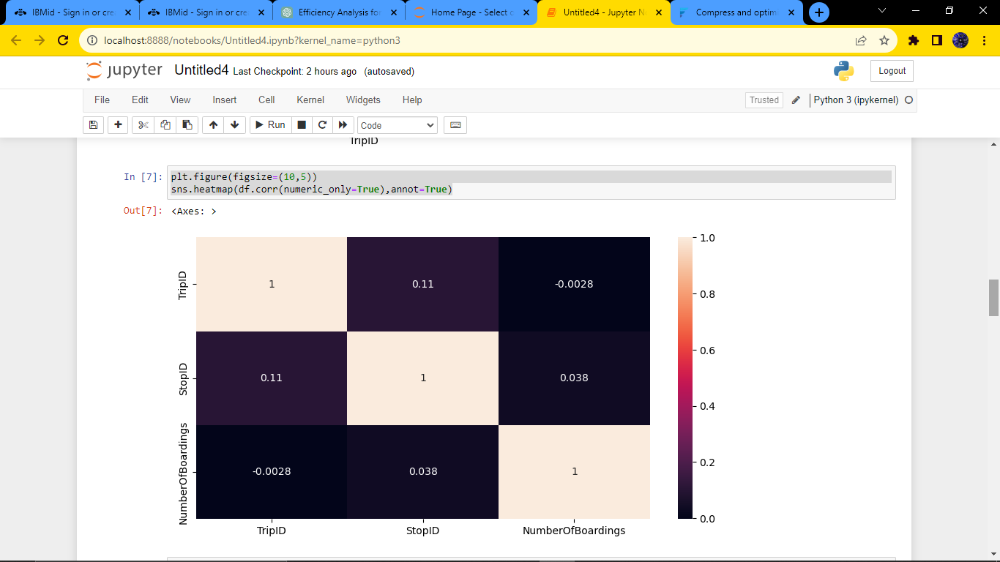 IBMid - Sign in or cre
IBMid - Sign in or cre
Efficiency Analysis for
Home Page - Select o
Untitled4 - Jupyter N
Compress and optim
localhost:8888/notebooks/Untitled4.ipynb?kernel_name=python3
jupyter Untitled4 Last Checkpoint: 2 hours ago (autosaved)
Logout
File Edit View Insert Cell Kernel Widgets Help
Trusted
Python 3 (ipykernel)
Run
Code
TripID
In [7]: plt.figure(figsize=(10,5))
sns.heatmap(df.corr(numeric_only=True),annot=True)
Out[7]: <Axes: >
TripID
1 0.11 -0.0028
StopID
0.11 1 0.038
NumberOfBoardings
-0.0028 0.038 1
TripID StopID NumberOfBoardings
1.0
0.8
0.6
0.4
0.2
0.0